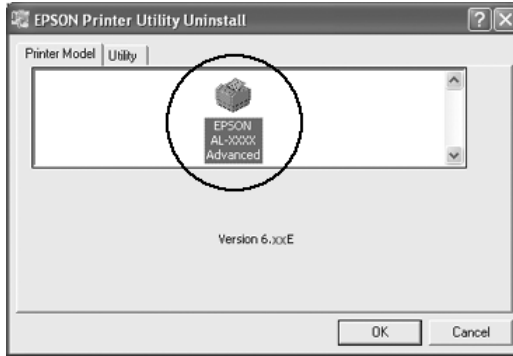 EPSON Printer Utility Uninstall
Printer Model Utility
EPSON
AL-XXXX
Advanced
Version 6.xxE
OK Cancel